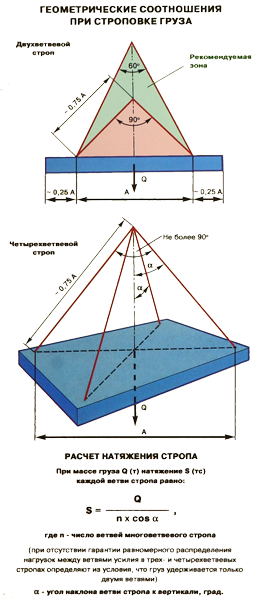 ГЕОМЕТРИЧЕСКИЕ СООТНОШЕНИЯ
ПРИ СТРОПОВКЕ ГРУЗА
Двухветвевой
строп
60°
Рекомендуемая
зона
~ 0,75 А
90°
Q
~ 0,25 А
А
~ 0,25 А
Четырехветвевой
строп
Не более 90°
~ 0,75 А
α
α
Q
А
РАСЧЕТ НАТЯЖЕНИЯ СТРОПА
При массе груза Q (т) натяжение S (тс)
каждой ветви стропа равно:
S = Q / n x cos α ,
где n - число ветвей многоветвевого стропа
(при отсутствии гарантии равномерного распределения
нагрузок между ветвями усилия в трех- и четырехветвевых
стропах определяют из условия, что груз удерживается только
двумя ветвями)
α - угол наклона ветви стропа к вертикали, град.